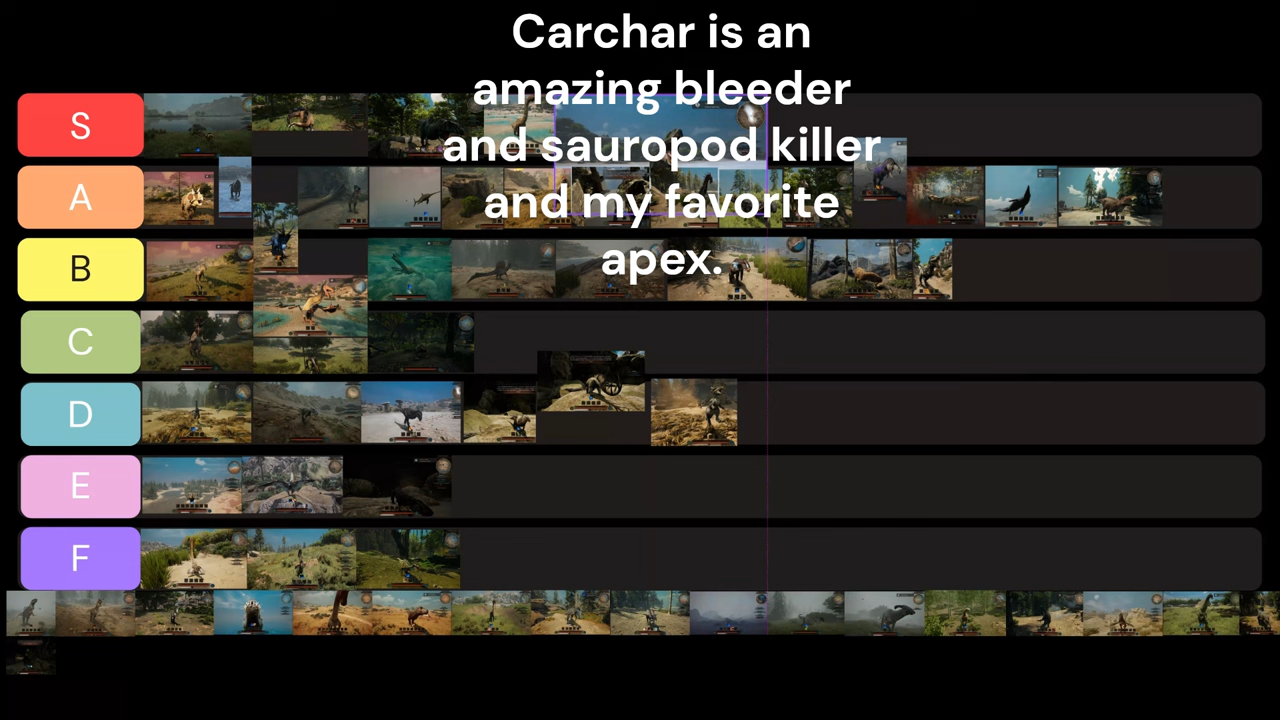 Carchar is an
amazing bleeder
and sauropod killer
and my favorite
apex.
S
A
B
C
D
E
F